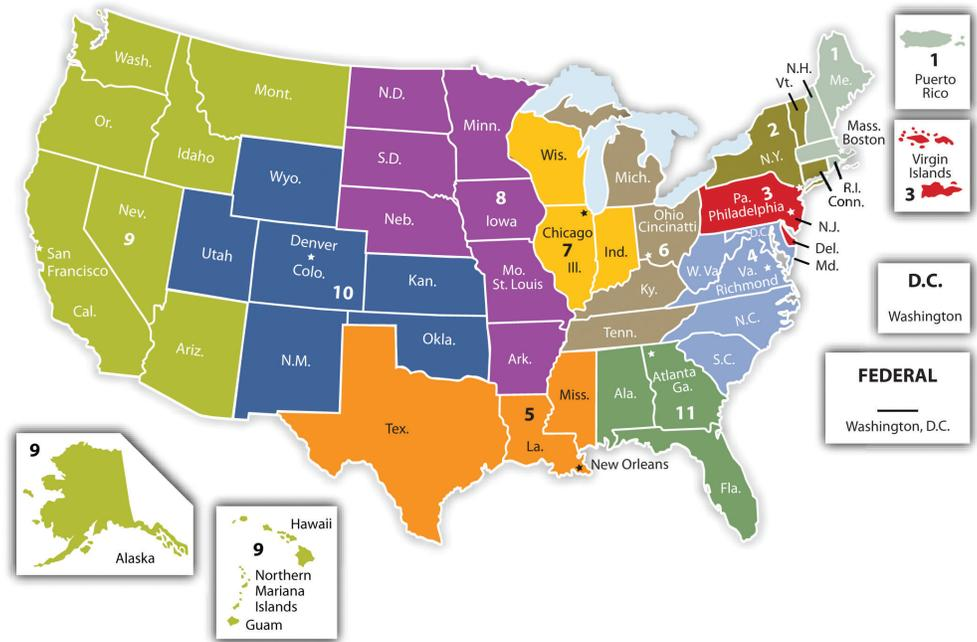 Wash.
Or.
Idaho
Mont.
Nev.
9
San
Francisco
Cal.
Ariz.
Wyo.
Utah
Denver
Colo.
10
N.M.
Kan.
Okla.
N.D.
S.D.
Neb.
Minn.
8
Iowa
Mo.
St. Louis
Ark.
Tex.
5
La.
Miss.
New Orleans
Wis.
Chicago
7
Ill.
Ind.
Mich.
Ohio
Cincinatti
6
Ky.
Tenn.
Ala.
Atlanta
Ga.
11
Fla.
W. Va.
D.C.
4
Va.
Richmond
N.C.
S.C.
Pa.
3
Philadelphia
2
N.Y.
Vt.
N.H.
1
Me.
Mass.
Boston
R.I.
Conn.
N.J.
Del.
Md.
1
Puerto
Rico
Virgin
Islands
3
D.C.
Washington
FEDERAL
Washington, D.C.
9
Alaska
Hawaii
9
Northern
Mariana
Islands
Guam